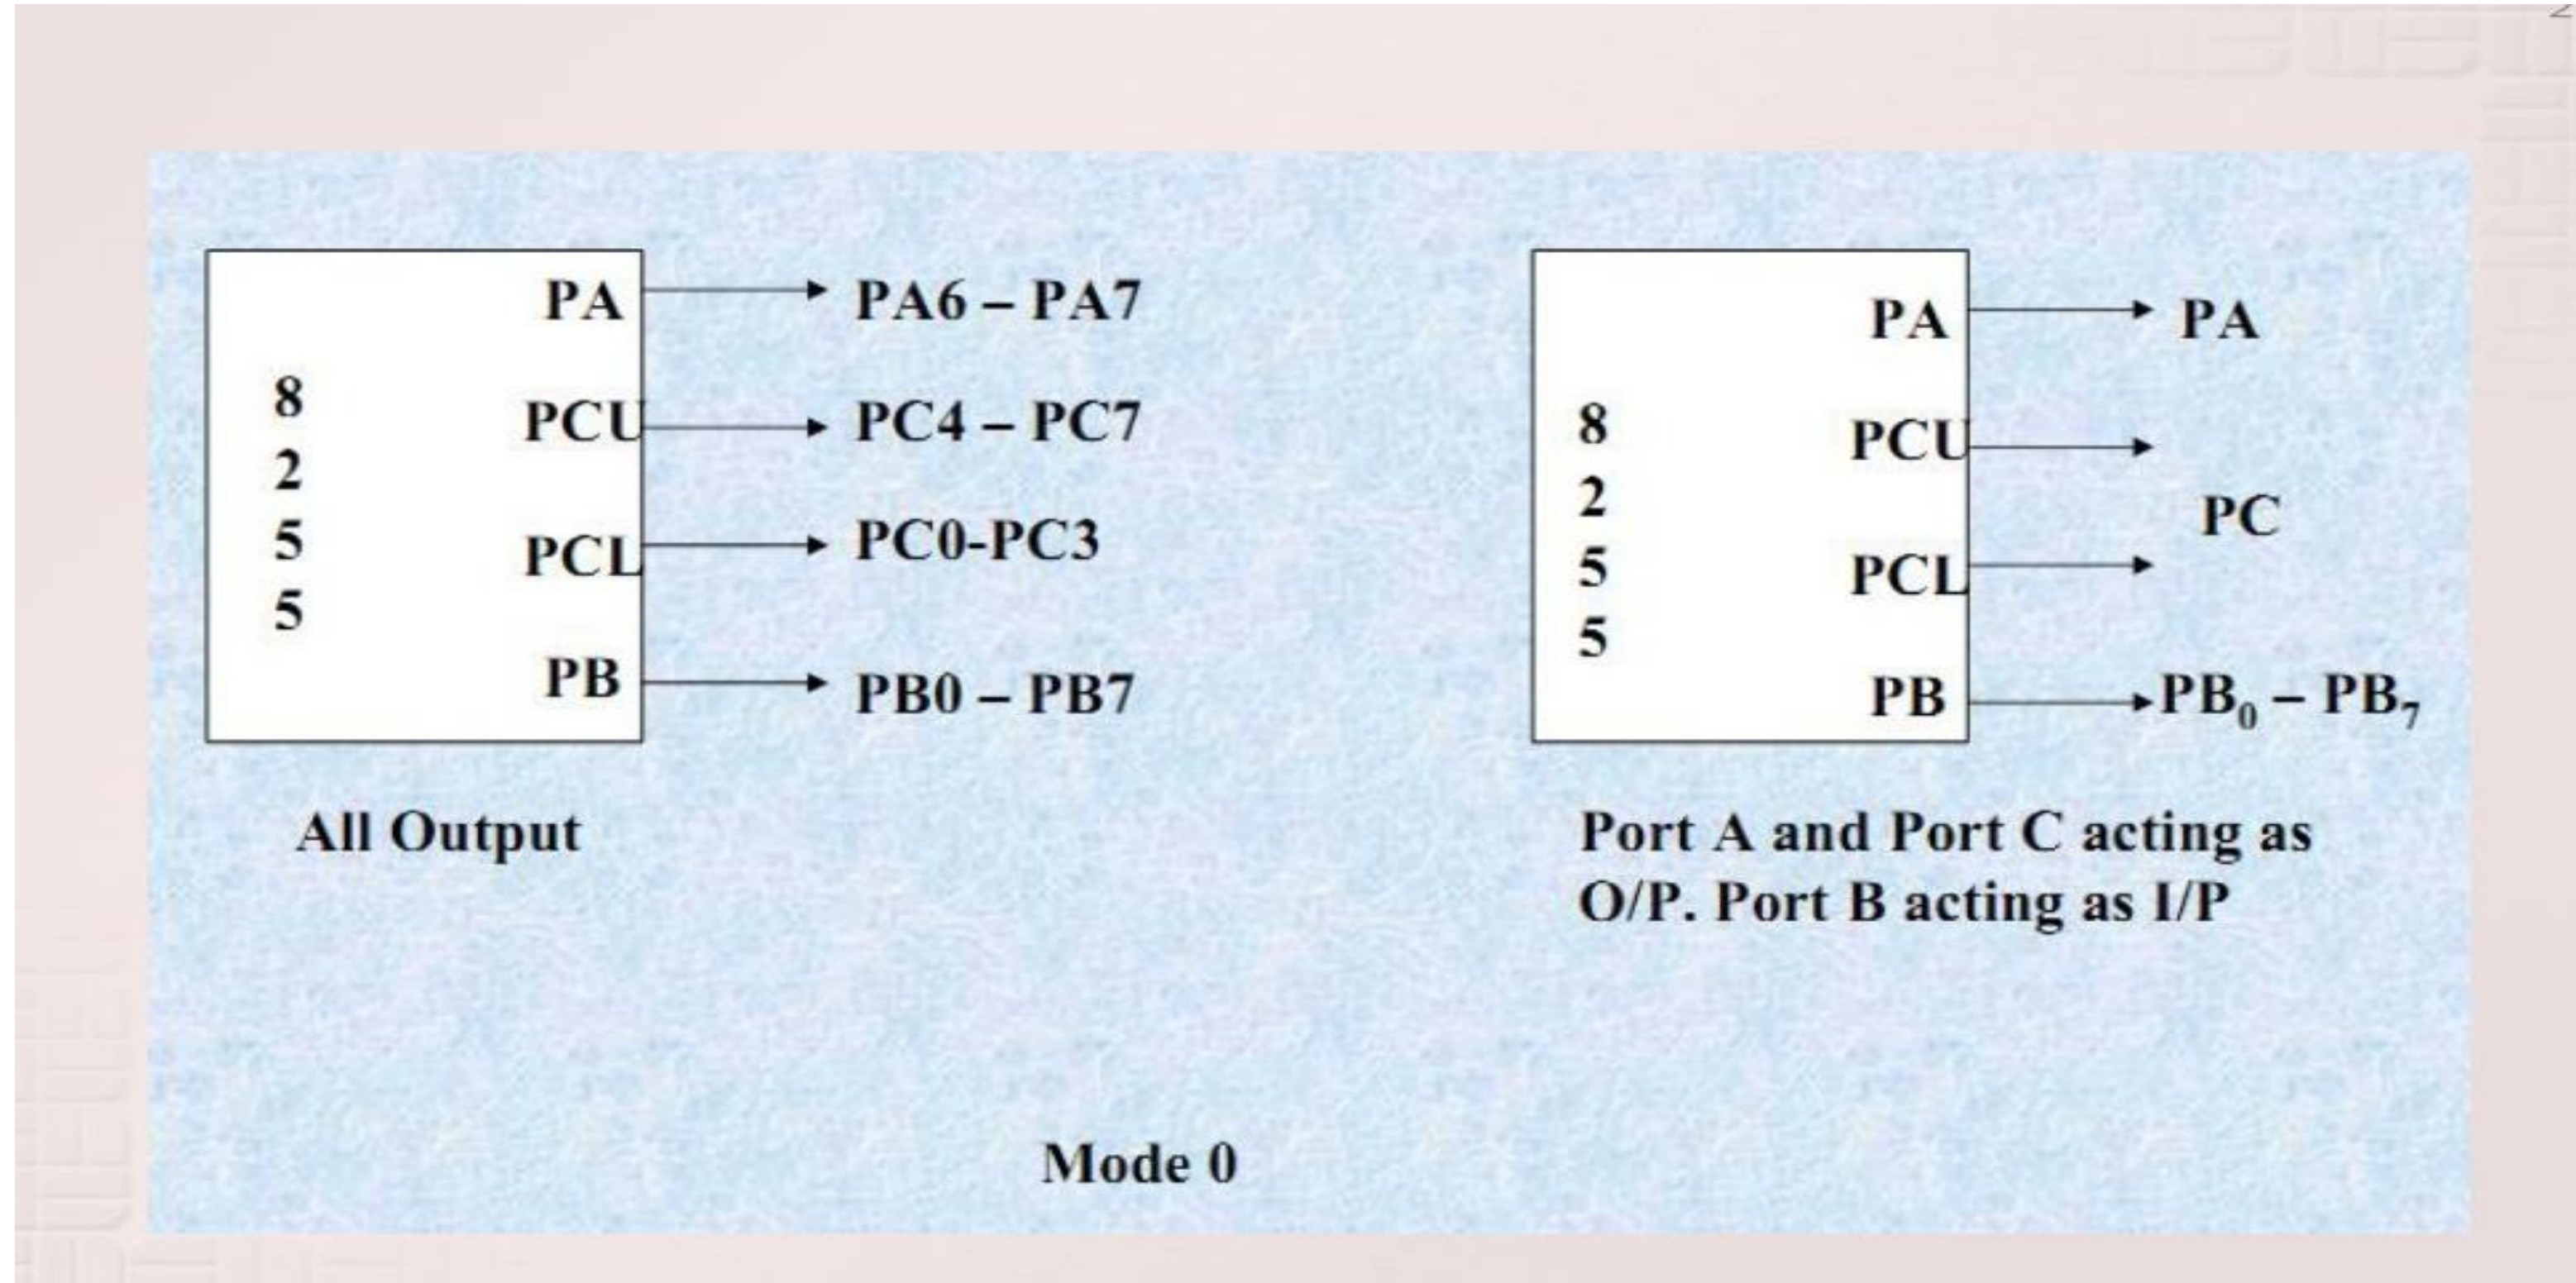 PA
PA6 – PA7
8
PCU
PC4 – PC7
2
5
PCL
PC0-PC3
5
PB
PB0 – PB7
All Output
PA
PA
8
PCU
2
PC
5
PCL
5
PB
PB₀ – PB₇
Port A and Port C acting as
O/P. Port B acting as I/P
Mode 0